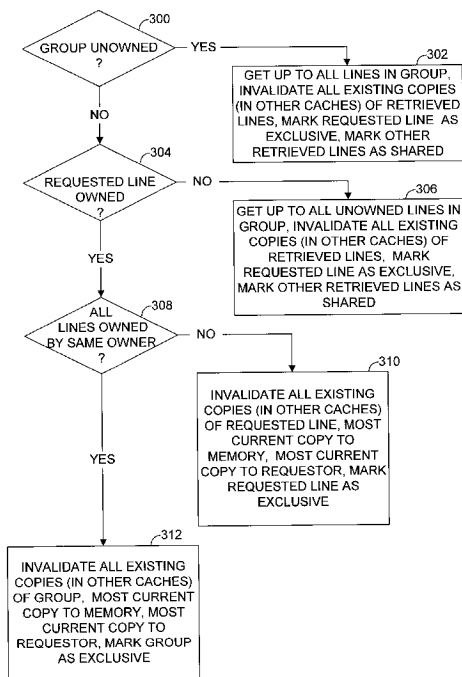 300
GROUP UNOWNED
?
YES
302
GET UP TO ALL LINES IN GROUP,
INVALIDATE ALL EXISTING COPIES
(IN OTHER CACHES) OF RETRIEVED
LINES, MARK REQUESTED LINE AS
EXCLUSIVE, MARK OTHER
RETRIEVED LINES AS SHARED
NO
304
REQUESTED LINE
OWNED
?
NO
306
GET UP TO ALL UNOWNED LINES IN
GROUP, INVALIDATE ALL EXISTING
COPIES (IN OTHER CACHES) OF
RETRIEVED LINES, MARK
REQUESTED LINE AS EXCLUSIVE,
MARK OTHER RETRIEVED LINES AS
SHARED
YES
308
ALL
LINES OWNED
BY SAME OWNER
?
NO
310
INVALIDATE ALL EXISTING
COPIES (IN OTHER CACHES)
OF REQUESTED LINE, MOST
CURRENT COPY TO
MEMORY, MOST CURRENT
COPY TO REQUESTOR, MARK
REQUESTED LINE AS
EXCLUSIVE
YES
312
INVALIDATE ALL EXISTING
COPIES (IN OTHER CACHES)
OF GROUP, MOST CURRENT
COPY TO MEMORY, MOST
CURRENT COPY TO
REQUESTOR, MARK GROUP
AS EXCLUSIVE